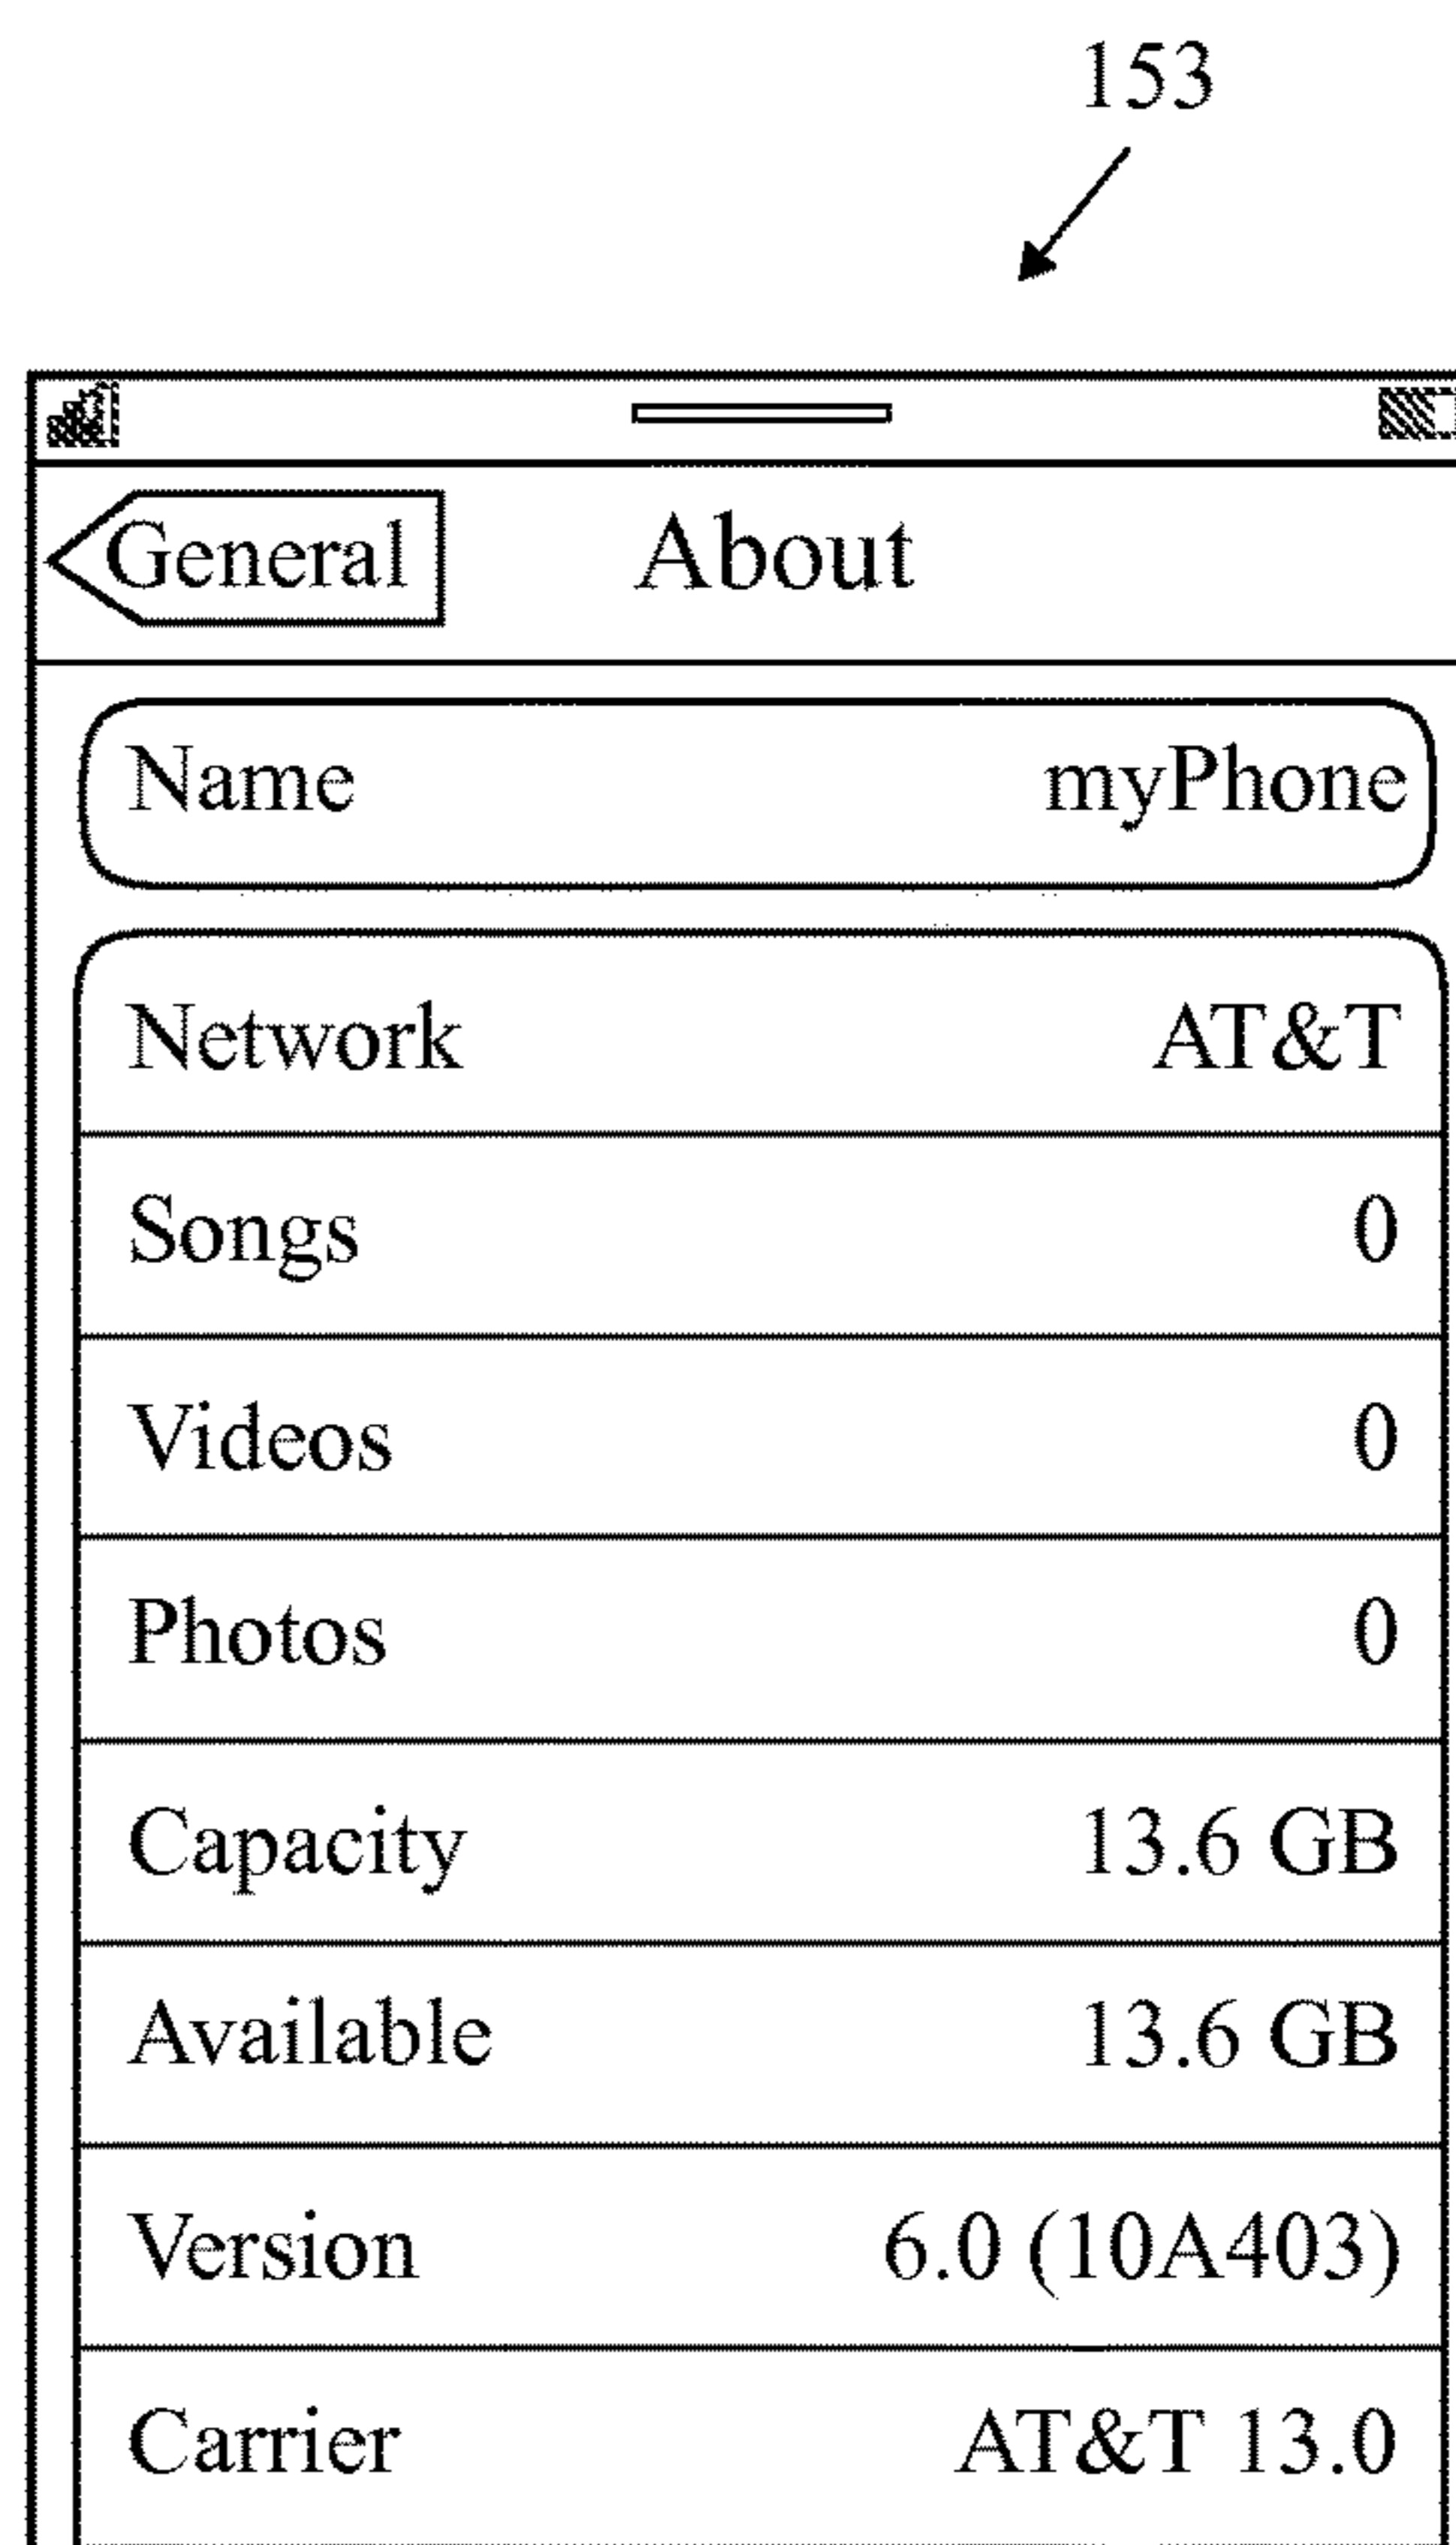 153
General About
Name myPhone
Network AT&T
Songs 0
Videos 0
Photos 0
Capacity 13.6 GB
Available 13.6 GB
Version 6.0 (10A403)
Carrier AT&T 13.0